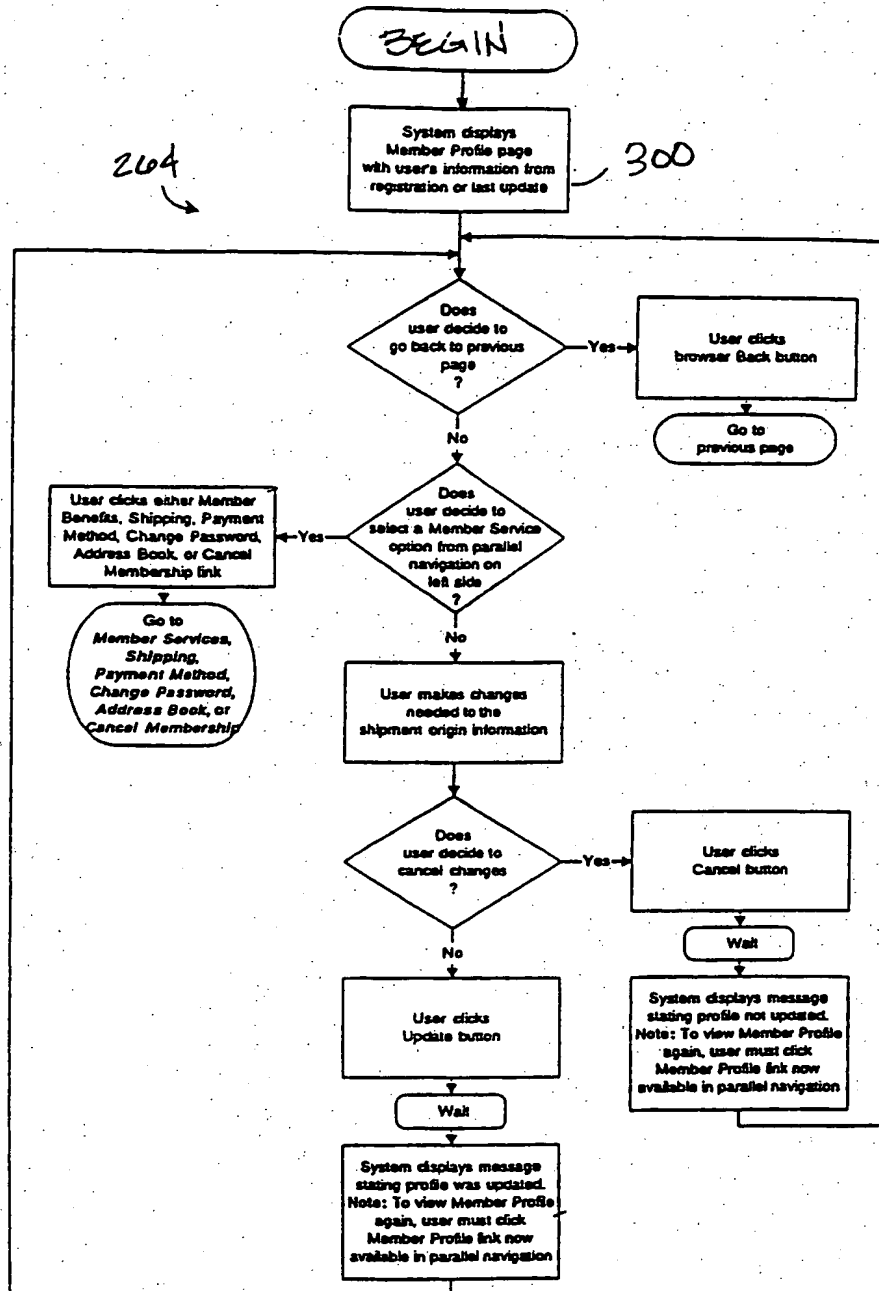 BEGIN
System displays
Member Profile page
with user's information from
registration or last update
300
264
Does
user decide to
go back to previous
page
?
Yes
User clicks
browser Back button
Go to
previous page
No
Does
user decide to
select a Member Service
option from parallel
navigation on
left side
?
Yes
User clicks either Member
Benefits, Shipping, Payment
Method, Change Password,
Address Book, or Cancel
Membership link
Go to
Member Services,
Shipping,
Payment Method,
Change Password,
Address Book, or
Cancel Membership
No
User makes changes
needed to the
shipment origin information
Does
user decide to
cancel changes
?
Yes
User clicks
Cancel button
Wait
System displays message
stating profile not updated.
Note: To view Member Profile
again, user must click
Member Profile link now
available in parallel navigation
No
User clicks
Update button
Wait
System displays message
stating profile was updated.
Note: To view Member Profile
again, user must click
Member Profile link now
available in parallel navigation